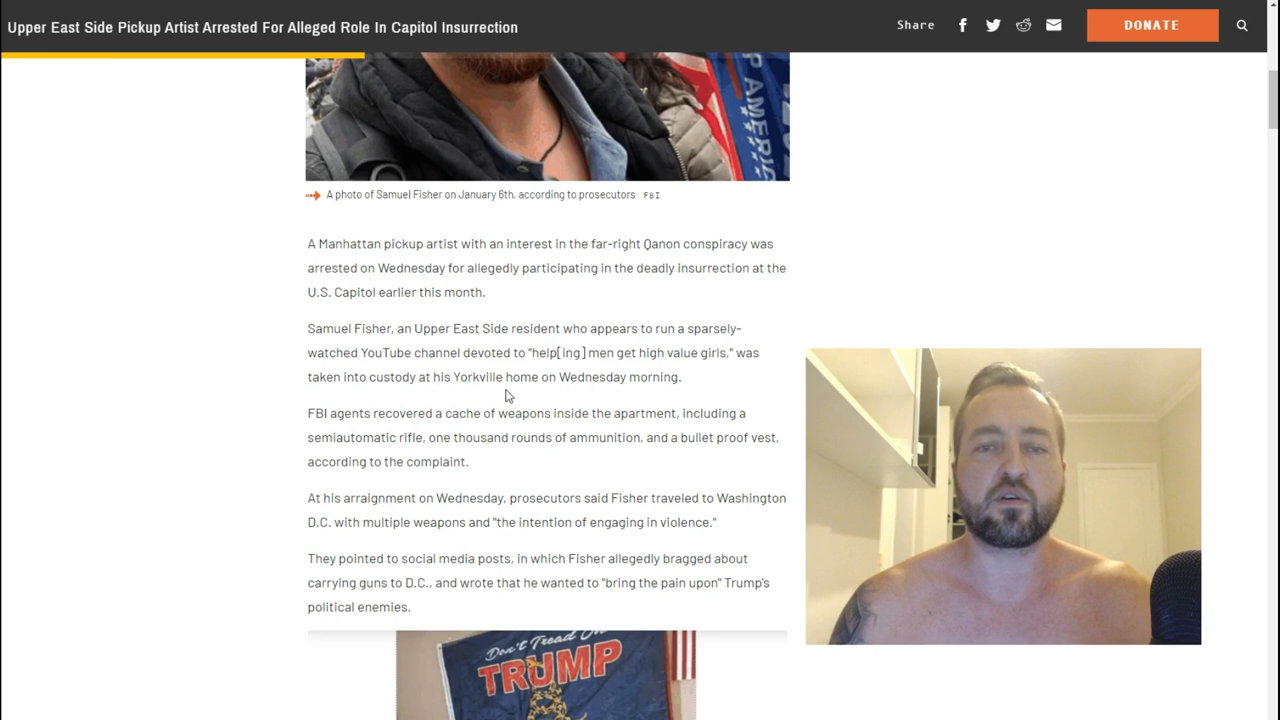 Upper East Side Pickup Artist Arrested For Alleged Role In Capitol Insurrection
Share
DONATE
UP AMERIC
A photo of Samuel Fisher on January 6th, according to prosecutors FBI
A Manhattan pickup artist with an interest in the far-right Qanon conspiracy was
arrested on Wednesday for allegedly participating in the deadly insurrection at the
U.S. Capitol earlier this month.
Samuel Fisher, an Upper East Side resident who appears to run a sparsely-
watched YouTube channel devoted to "help[ing] men get high value girls," was
taken into custody at his Yorkville home on Wednesday morning.
FBI agents recovered a cache of weapons inside the apartment, including a
semiautomatic rifle, one thousand rounds of ammunition, and a bullet proof vest,
according to the complaint.
At his arraignment on Wednesday, prosecutors said Fisher traveled to Washington
D.C. with multiple weapons and "the intention of engaging in violence."
They pointed to social media posts, in which Fisher allegedly bragged about
carrying guns to D.C., and wrote that he wanted to "bring the pain upon" Trump's
political enemies.
Don't Tread On
TRUMP